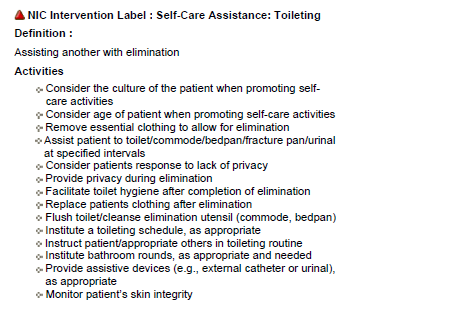 NIC Intervention Label : Self-Care Assistance: Toileting
Definition :
Assisting another with elimination
Activities
Consider the culture of the patient when promoting self-
care activities
Consider age of patient when promoting self-care activities
Remove essential clothing to allow for elimination
Assist patient to toilet/commode/bedpan/fracture pan/urinal
at specified intervals
Consider patients response to lack of privacy
Provide privacy during elimination
Facilitate toilet hygiene after completion of elimination
Replace patients clothing after elimination
Flush toilet/cleanse elimination utensil (commode, bedpan)
Institute a toileting schedule, as appropriate
Instruct patient/appropriate others in toileting routine
Institute bathroom rounds, as appropriate and needed
Provide assistive devices (e.g., external catheter or urinal),
as appropriate
Monitor patient's skin integrity